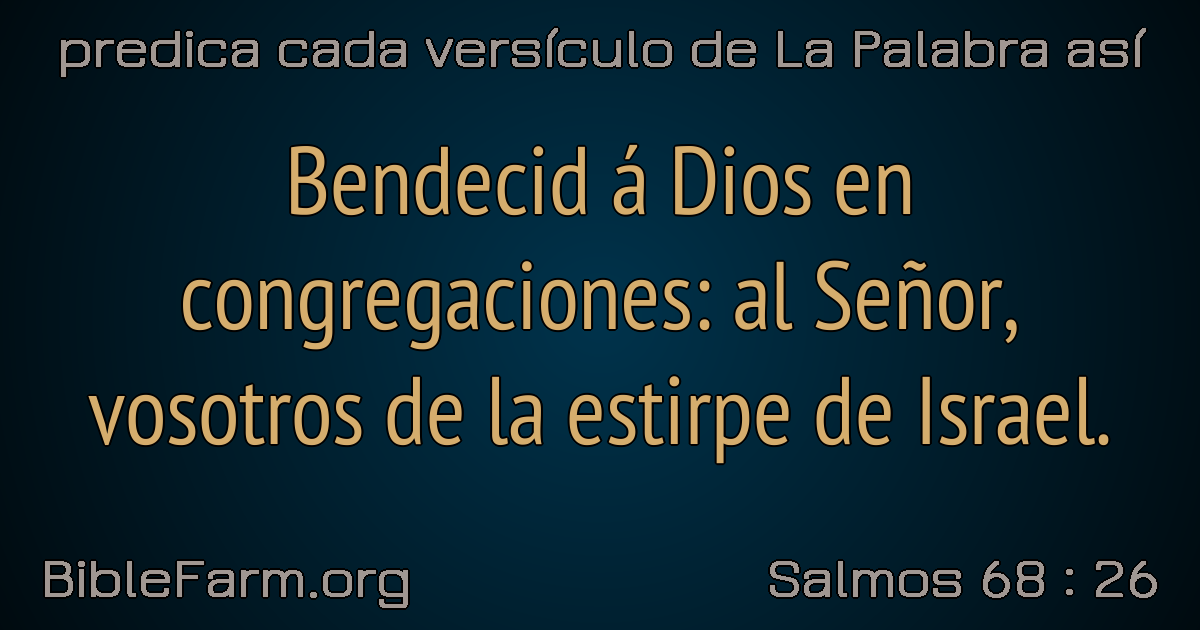 predica cada versículo de La Palabra así
Bendecid á Dios en
congregaciones: al Señor,
vosotros de la estirpe de Israel.
BibleFarm.org
Salmos 68 : 26